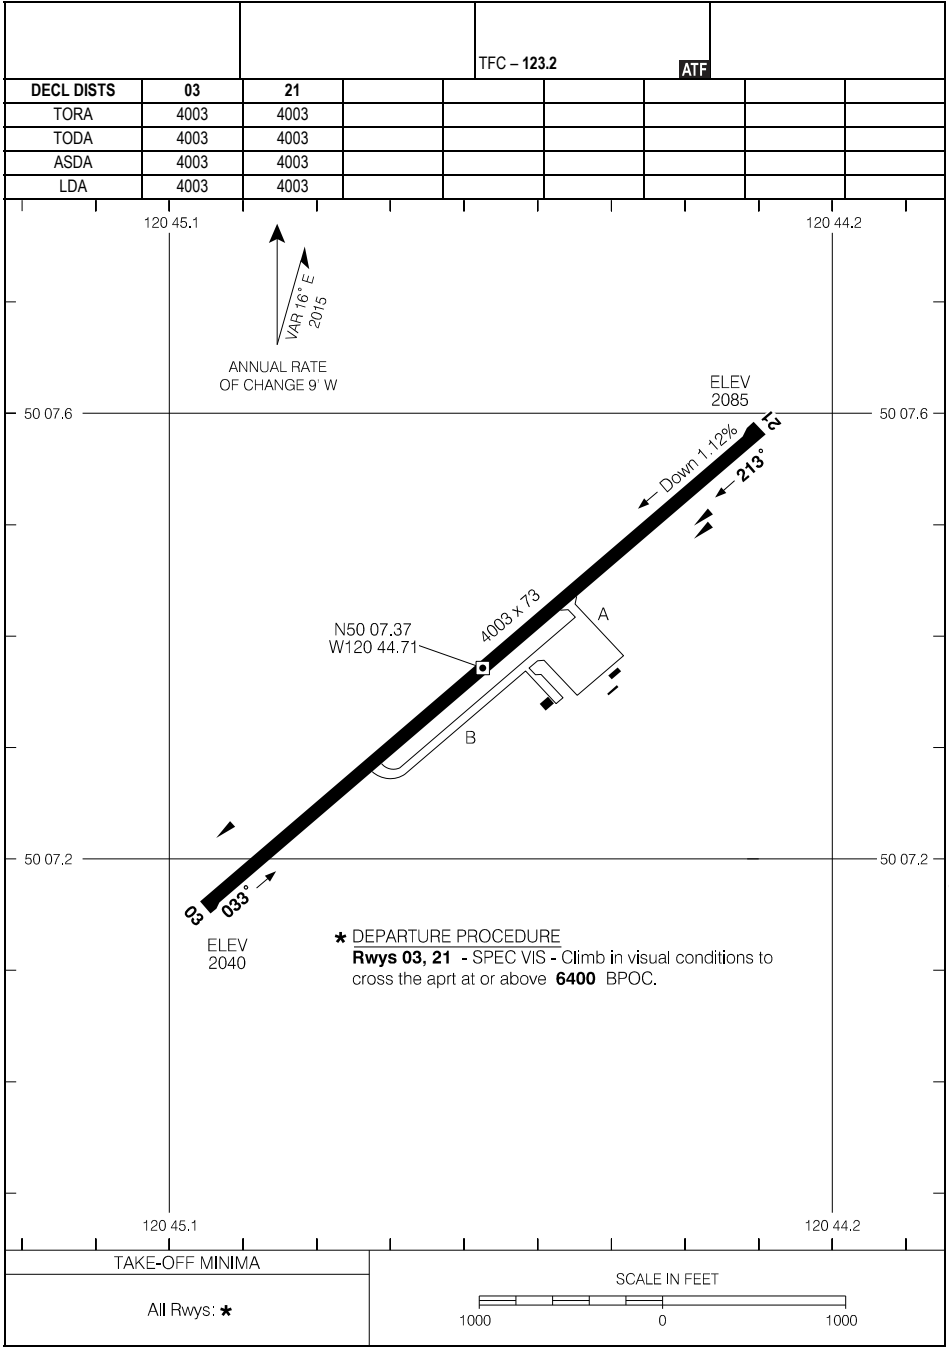 TFC – 123.2 ATF
DECL DISTS 03 21
TORA 4003 4003
TODA 4003 4003
ASDA 4003 4003
LDA 4003 4003
120 45.1 120 44.2
VAR 16° E
2015
ANNUAL RATE
OF CHANGE 9' W
ELEV
2085
50 07.6 50 07.6
21
Down 1.12%
213°
4003 x 73
A
N50 07.37
W120 44.71
B
50 07.2 50 07.2
033°
03
ELEV
2040
* DEPARTURE PROCEDURE
Rwys 03, 21 - SPEC VIS - Climb in visual conditions to
cross the aprt at or above 6400 BPOC.
120 45.1 120 44.2
TAKE-OFF MINIMA
All Rwys: *
SCALE IN FEET
1000 0 1000